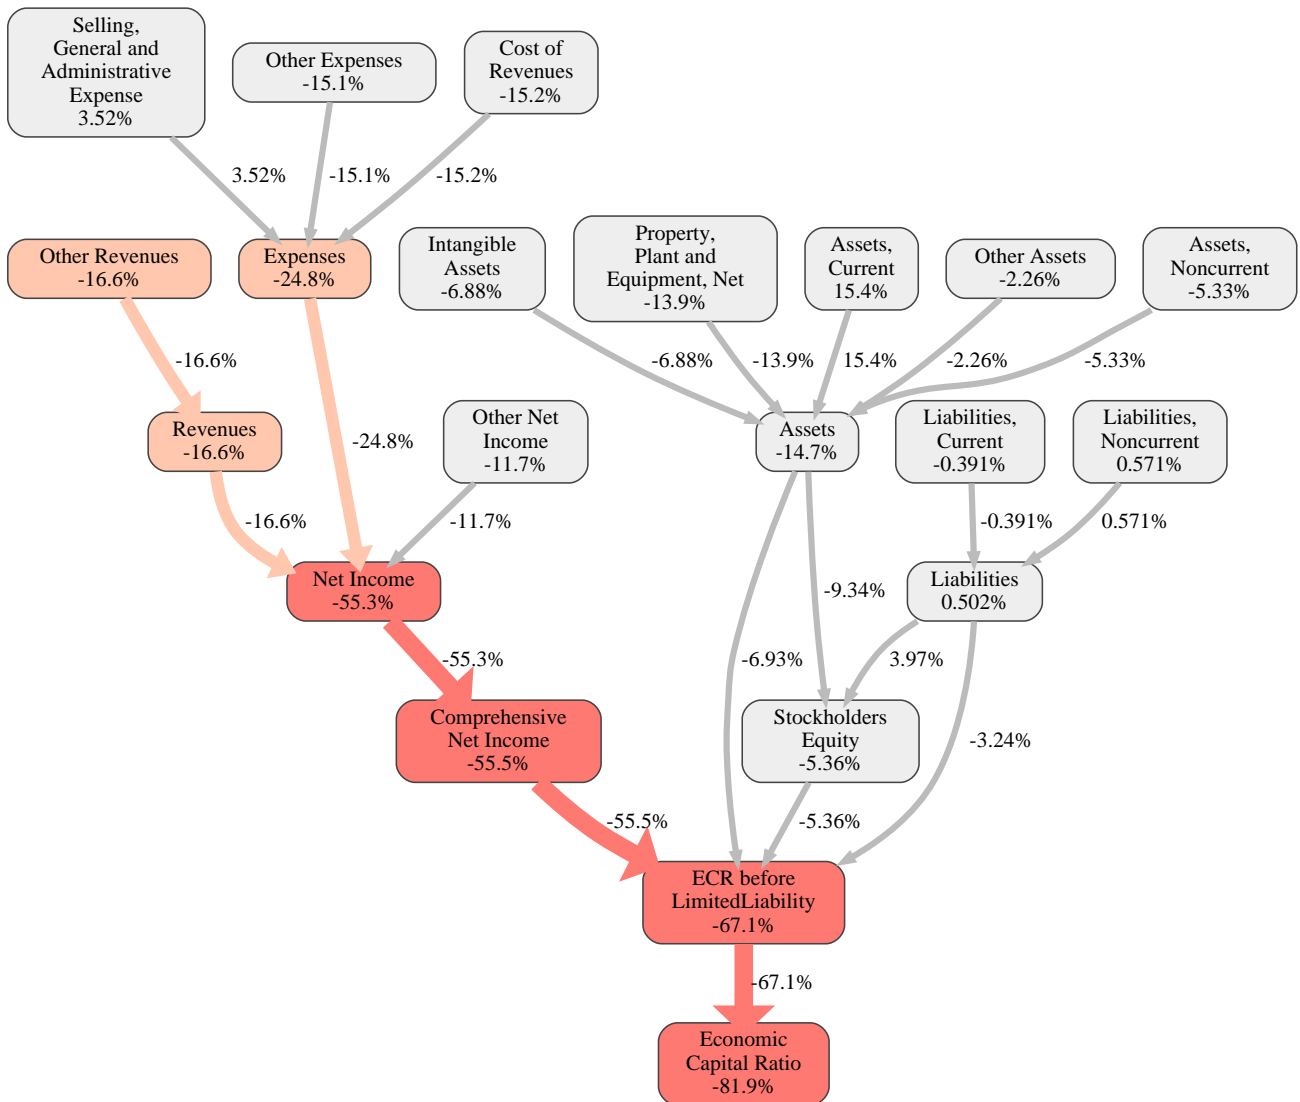 Selling,
General and
Administrative
Expense
3.52%
Other Expenses
-15.1%
Cost of
Revenues
-15.2%
3.52%
-15.1%
-15.2%
Other Revenues
-16.6%
Expenses
-24.8%
Intangible
Assets
-6.88%
Property,
Plant and
Equipment, Net
-13.9%
Assets,
Current
15.4%
Other Assets
-2.26%
Assets,
Noncurrent
-5.33%
-16.6%
-6.88%
-13.9%
15.4%
-2.26%
-5.33%
Revenues
-16.6%
-24.8%
Other Net
Income
-11.7%
Assets
-14.7%
Liabilities,
Current
-0.391%
Liabilities,
Noncurrent
0.571%
-16.6%
-11.7%
-0.391%
0.571%
Net Income
-55.3%
-9.34%
Liabilities
0.502%
-55.3%
-6.93%
3.97%
Comprehensive
Net Income
-55.5%
Stockholders
Equity
-5.36%
-3.24%
-55.5%
-5.36%
ECR before
LimitedLiability
-67.1%
-67.1%
Economic
Capital Ratio
-81.9%